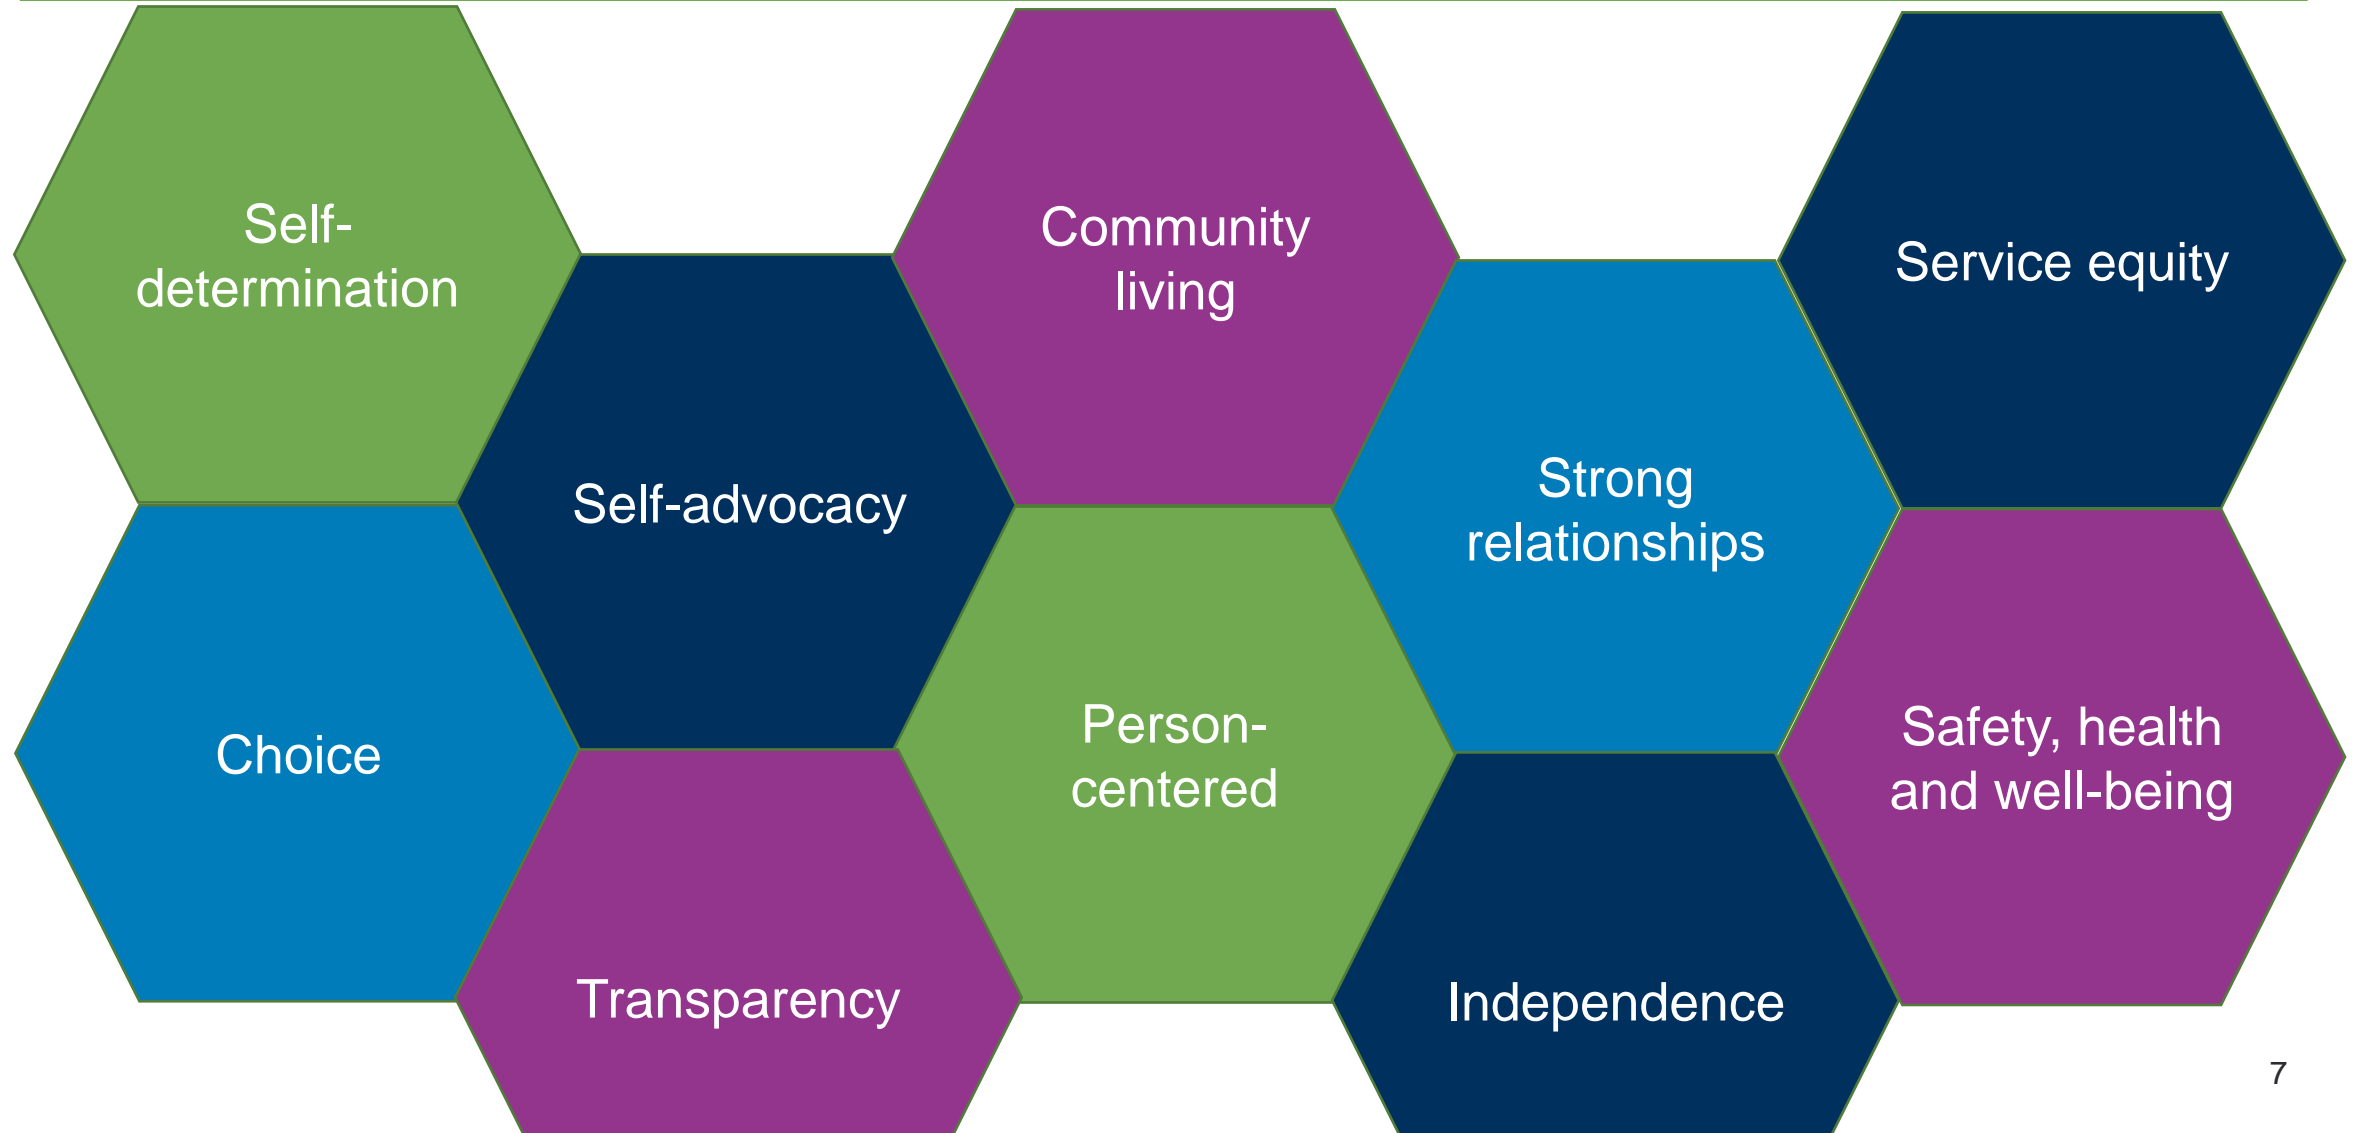 Self-
determination
Community
living
Service equity
Self-advocacy
Strong
relationships
Choice
Person-
centered
Safety, health
and well-being
Transparency
Independence
7